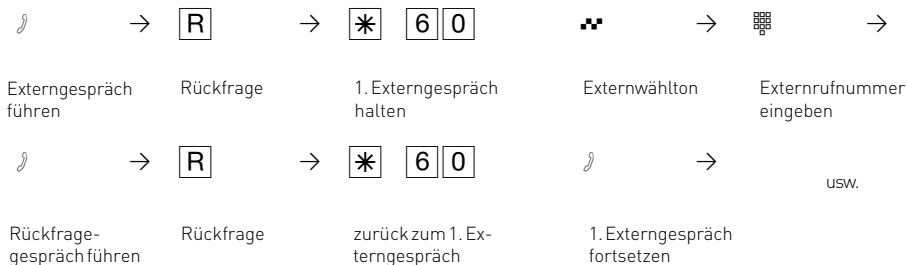 R ✱ 6 0
Externgespräch führen
Rückfrage
1. Externgespräch halten
Externwählton
Externrufnummer eingeben
R ✱ 6 0
usw.
Rückfrage-
gespräch führen
Rückfrage
zurück zum 1. Ex-
terngespräch
1. Externgespräch
fortsetzen